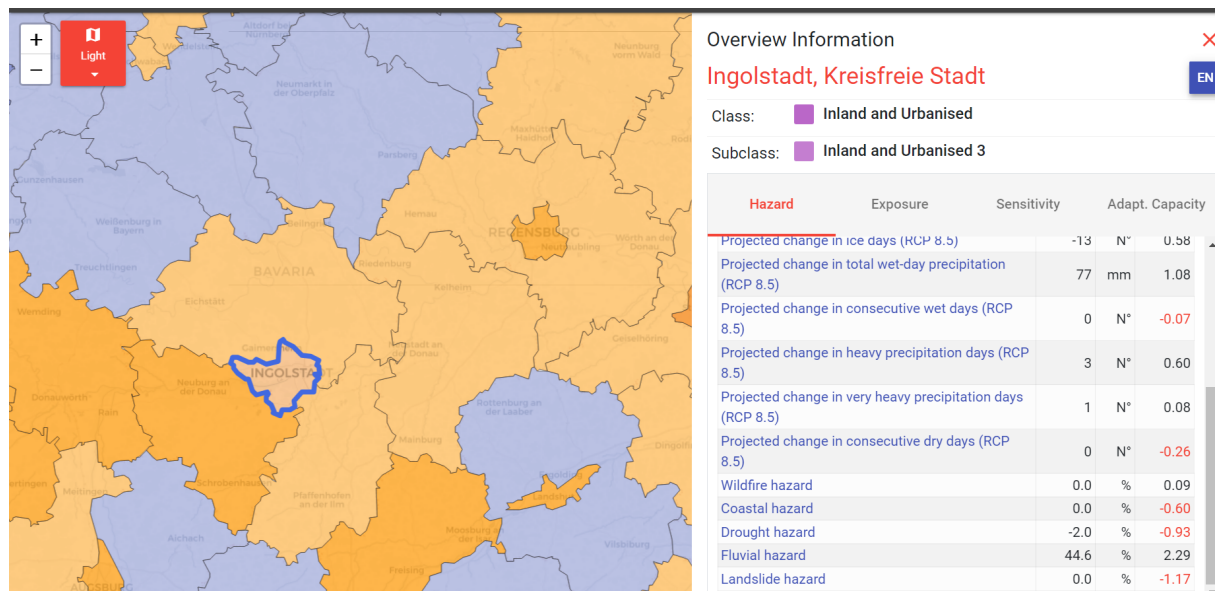 +
−
Light
Altdorf bei
Nürnberg
Neumarkt in
der Oberpfalz
Neunburg
vorm Wald
Maxhütte
Haidhof
Parsberg
Gunzenhausen
Weißenburg in
Bayern
Treuchtlingen
Hemau
REGENSBURG
Neutraubling
Wörth an der
Donau
Beilngries
BAVARIA
Riedenburg
Kelheim
Eichstätt
Wemding
Neustadt an
der Donau
Geiselhöring
INGOLSTADT
Neuburg an
der Donau
Donauwörth
Rain
Rottenburg an
der Laaber
Mainburg
Schrobenhausen
Pfaffenhofen
an der Ilm
Meitingen
Landshut
Aichach
Vilsbiburg
Freising
AUGSBURG
Overview Information
Ingolstadt, Kreisfreie Stadt
EN
Class: Inland and Urbanised
Subclass: Inland and Urbanised 3
Hazard Exposure Sensitivity Adapt. Capacity
Projected change in ice days (RCP 8.5) -13 N° 0.58
Projected change in total wet-day precipitation
(RCP 8.5) 77 mm 1.08
Projected change in consecutive wet days (RCP
8.5) 0 N° -0.07
Projected change in heavy precipitation days (RCP
8.5) 3 N° 0.60
Projected change in very heavy precipitation days
(RCP 8.5) 1 N° 0.08
Projected change in consecutive dry days (RCP
8.5) 0 N° -0.26
Wildfire hazard 0.0 % 0.09
Coastal hazard 0.0 % -0.60
Drought hazard -2.0 % -0.93
Fluvial hazard 44.6 % 2.29
Landslide hazard 0.0 % -1.17